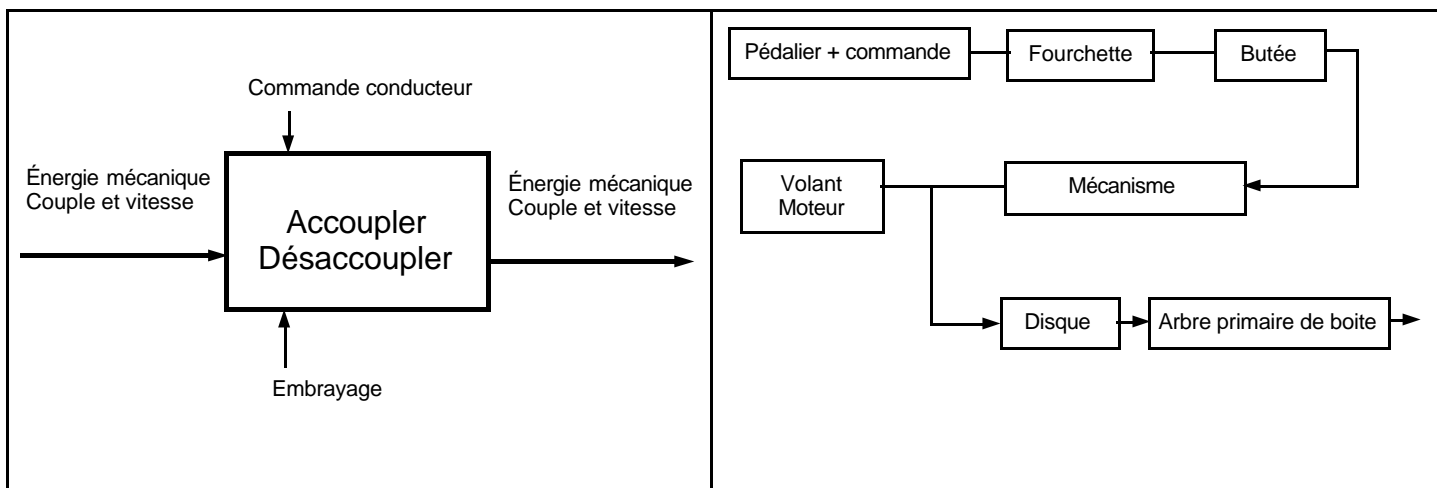 Commande conducteur
Énergie mécanique
Couple et vitesse
Accoupler
Désaccoupler
Énergie mécanique
Couple et vitesse
Embrayage
Pédalier + commande
Fourchette
Butée
Volant
Moteur
Mécanisme
Disque
Arbre primaire de boite